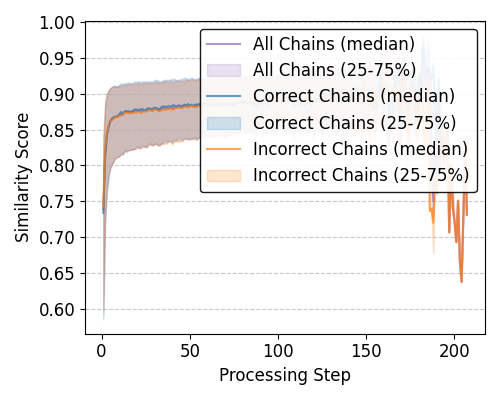 1.00
0.95
0.90
0.85
0.80
0.75
0.70
0.65
0.60
Similarity Score
All Chains (median)
All Chains (25-75%)
Correct Chains (median)
Correct Chains (25-75%)
Incorrect Chains (median)
Incorrect Chains (25-75%)
0 50 100 150 200
Processing Step